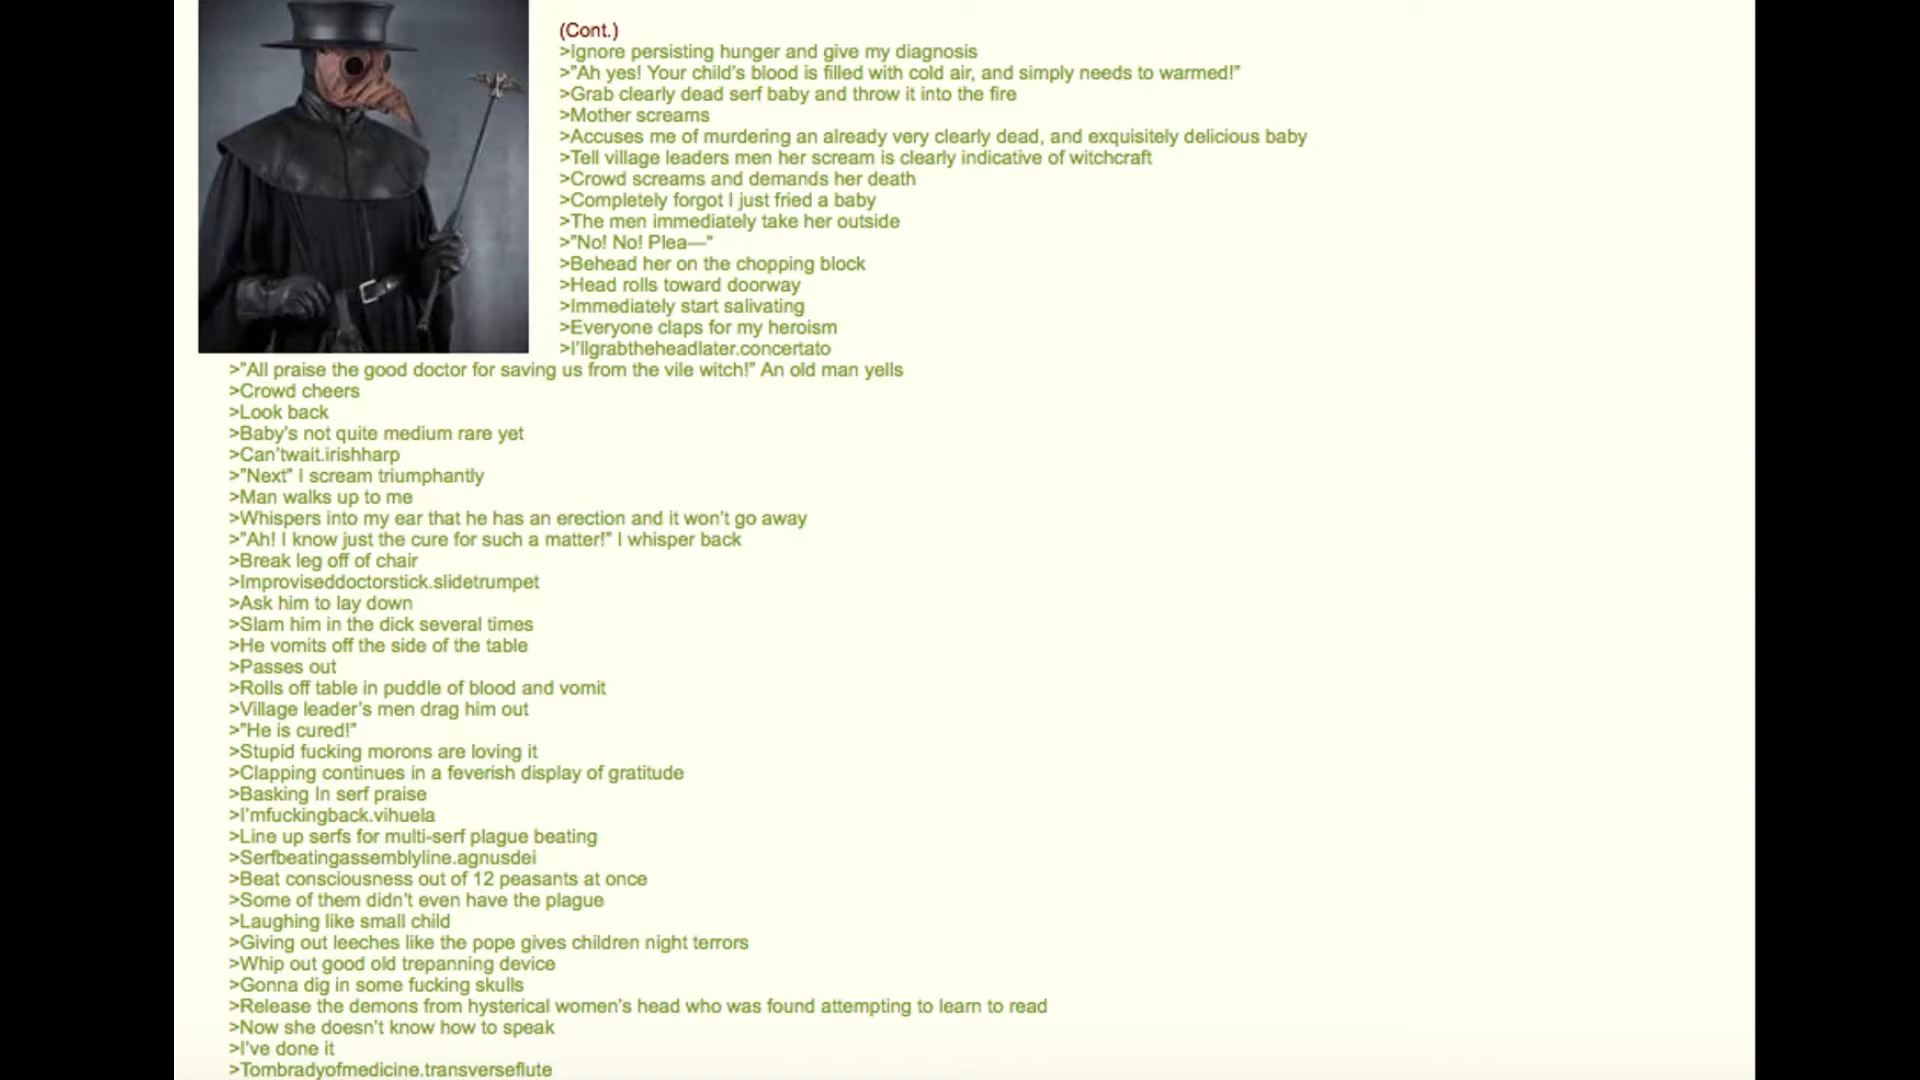 (Cont.)
>Ignore persisting hunger and give my diagnosis
>"Ah yes! Your child's blood is filled with cold air, and simply needs to warmed!"
>Grab clearly dead serf baby and throw it into the fire
>Mother screams
>Accuses me of murdering an already very clearly dead, and exquisitely delicious baby
>Tell village leaders men her scream is clearly indicative of witchcraft
>Crowd screams and demands her death
>Completely forgot I just fried a baby
>The men immediately take her outside
>"No! No! Plea—"
>Behead her on the chopping block
>Head rolls toward doorway
>Immediately start salivating
>Everyone claps for my heroism
>I'llgrabtheheadlater.concertato
>"All praise the good doctor for saving us from the vile witch!" An old man yells
>Crowd cheers
>Look back
>Baby's not quite medium rare yet
>Can'twait.irishharp
>"Next" I scream triumphantly
>Man walks up to me
>Whispers into my ear that he has an erection and it won't go away
>"Ah! I know just the cure for such a matter!" I whisper back
>Break leg off of chair
>Improviseddoctorstick.slidetrumpet
>Ask him to lay down
>Slam him in the dick several times
>He vomits off the side of the table
>Passes out
>Rolls off table in puddle of blood and vomit
>Village leader's men drag him out
>"He is cured!"
>Stupid fucking morons are loving it
>Clapping continues in a feverish display of gratitude
>Basking In serf praise
>I'mfuckingback.vihuela
>Line up serfs for multi-serf plague beating
>Serfbeatingassemblyline.agnusdei
>Beat consciousness out of 12 peasants at once
>Some of them didn't even have the plague
>Laughing like small child
>Giving out leeches like the pope gives children night terrors
>Whip out good old trepanning device
>Gonna dig in some fucking skulls
>Release the demons from hysterical women's head who was found attempting to learn to read
>Now she doesn't know how to speak
>I've done it
>Tombradyofmedicine.transverseflute